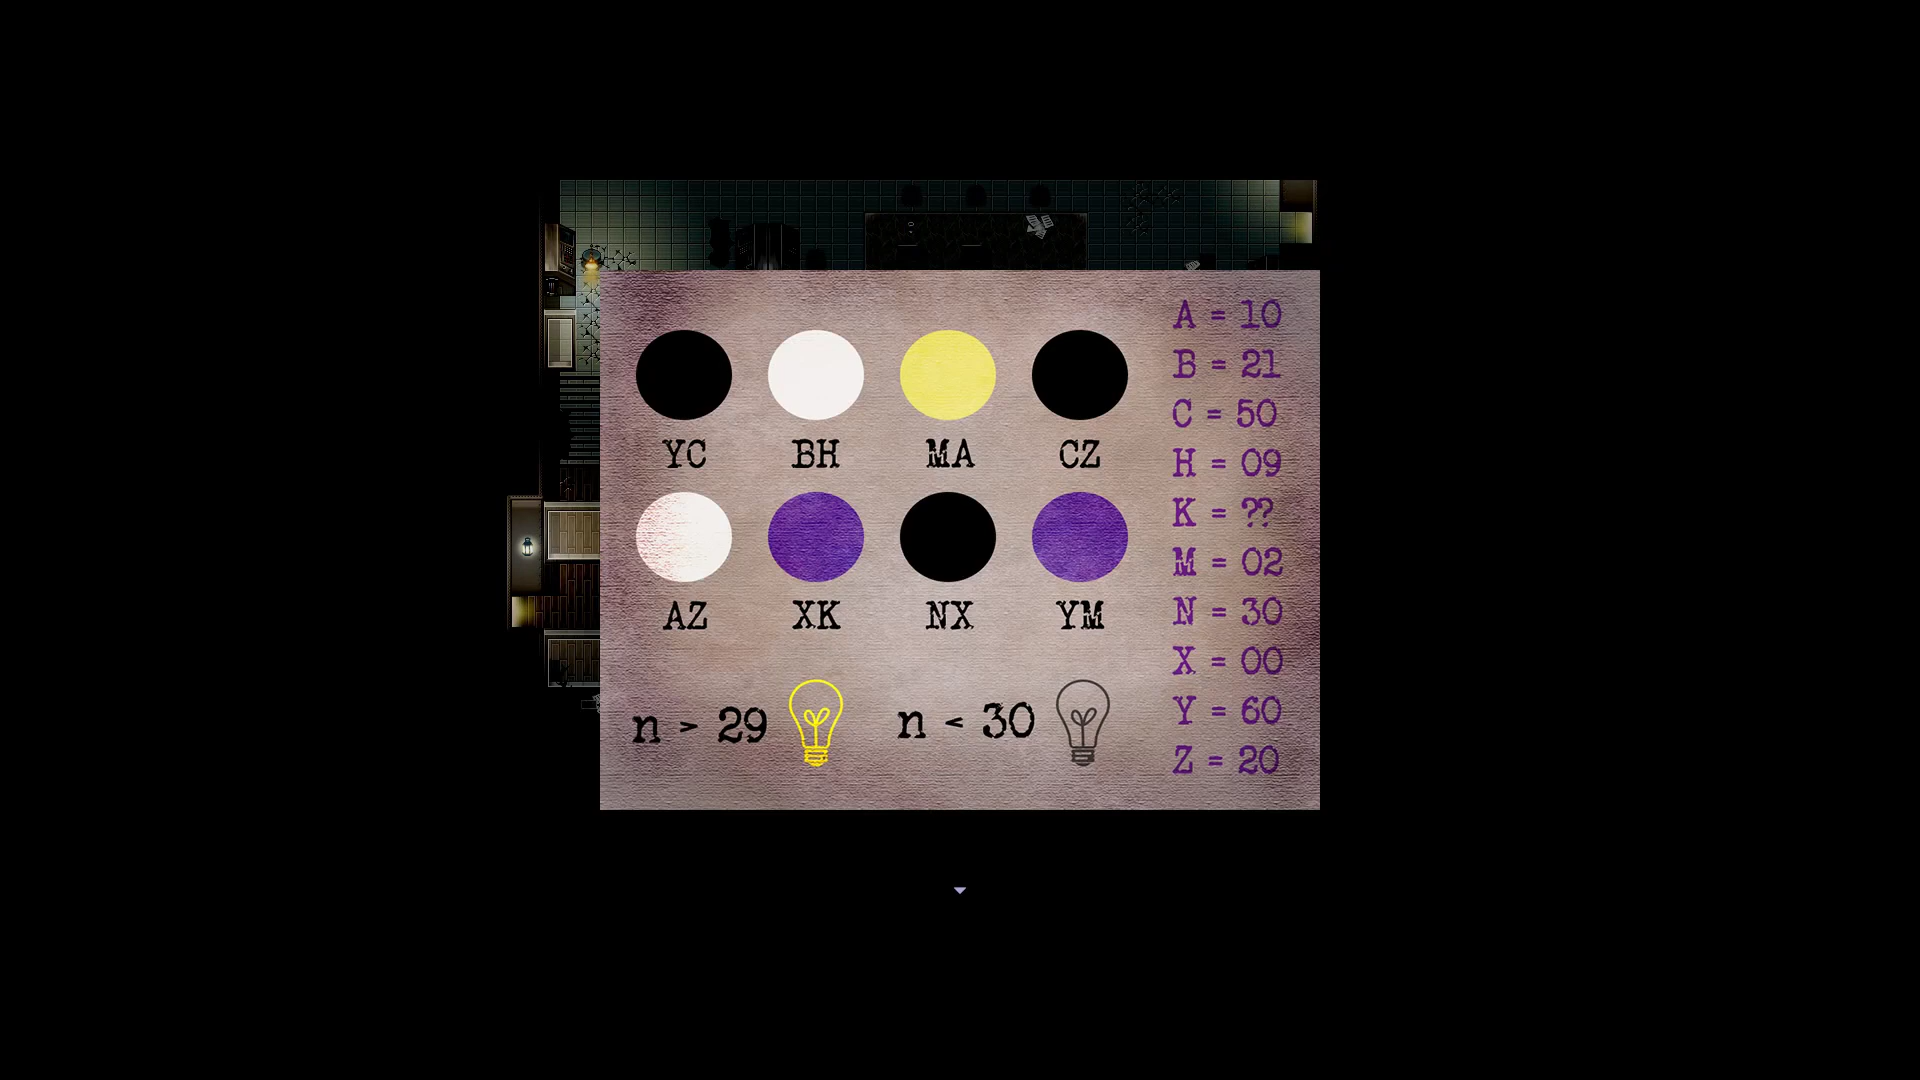 YC BH MA CZ
AZ XK NX YM
n > 29 n < 30
A = 10
B = 21
C = 50
H = 09
K = ??
M = 02
N = 30
X = 00
Y = 60
Z = 20